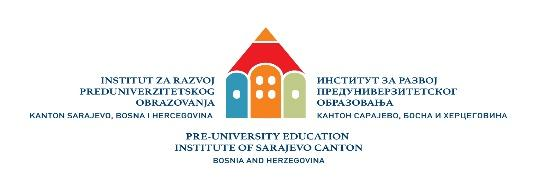 INSTITUT ZA RAZVOJ
PREDUNIVERZITETSKOG
OBRAZOVANJA
KANTON SARAJEVO, BOSNA I HERCEGOVINA
ИНСТИТУТ ЗА РАЗВОЈ
ПРЕДУНИВЕРЗИТЕТСКОГ
ОБРАЗОВАЊА
КАНТОН САРАЈЕВО, БОСНА И ХЕРЦЕГОВИНА
PRE-UNIVERSITY EDUCATION
INSTITUTE OF SARAJEVO CANTON
BOSNIA AND HERZEGOVINA